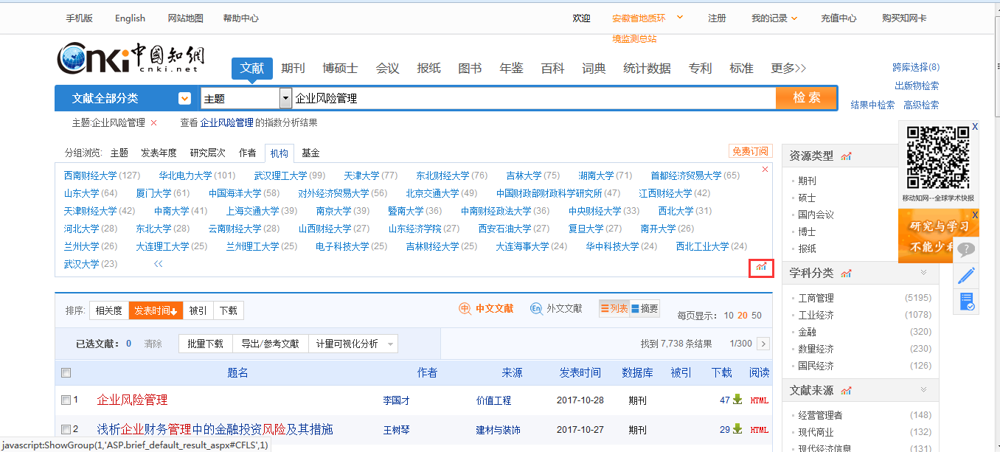 手机版 English 网站地图 帮助中心 欢迎 安徽省地质环境监测总站 注册 我的记录 充值中心 购买知网卡
Cnki 中國知網
cnki.net
文献 期刊 博硕士 会议 报纸 图书 年鉴 百科 词典 统计数据 专利 标准 更多>> 跨库选择(8)
出版物检索
文献全部分类 主题 企业风险管理 检 索 结果中检索 高级检索
主题:企业风险管理 × 查看 企业风险管理 的指数分析结果
X
移动知网--全球学术快报
分组浏览: 主题 发表年度 研究层次 作者 机构 基金 免费订阅
西南财经大学(127) 华北电力大学(101) 武汉理工大学(99) 天津大学(77) 东北财经大学(76) 吉林大学(75) 湖南大学(71) 首都经济贸易大学(65)
山东大学(64) 厦门大学(61) 中国海洋大学(58) 对外经济贸易大学(56) 北京交通大学(49) 中国财政部财政科学研究所(47) 江西财经大学(42)
天津财经大学(42) 中南大学(41) 上海交通大学(39) 南京大学(39) 暨南大学(36) 中南财经政法大学(36) 中央财经大学(33) 西北大学(31)
河北大学(28) 东北大学(28) 云南财经大学(28) 山西财经大学(27) 山东经济学院(27) 西安石油大学(27) 复旦大学(27) 南开大学(26)
兰州大学(26) 大连理工大学(25) 兰州理工大学(25) 电子科技大学(25) 吉林财经大学(25) 大连海事大学(24) 华中科技大学(24) 西北工业大学(24)
武汉大学(23) <<
资源类型
期刊
硕士
国内会议
博士
报纸
X
研究与学习
不能少
?
学科分类
工商管理 (5195)
工业经济 (1078)
金融 (320)
数量经济 (230)
国民经济 (126)
文献来源
经营管理者 (148)
现代商业 (132)
现代经济信息 (131)
排序: 相关度 发表时间↓ 被引 下载 中 中文文献 En 外文文献 列表 摘要 每页显示: 10 20 50
已选文献: 0 清除 批量下载 导出/参考文献 计量可视化分析 找到 7,738 条结果 1/300 >
题名 作者 来源 发表时间 数据库 被引 下载 阅读
1 企业风险管理 李国才 价值工程 2017-10-28 期刊 47 HTML
2 浅析企业财务管理中的金融投资风险及其措施 王树琴 建材与装饰 2017-10-27 期刊 29 HTML
javascript:ShowGroup(1,'ASP.brief_default_result_aspx#CFLS',1)